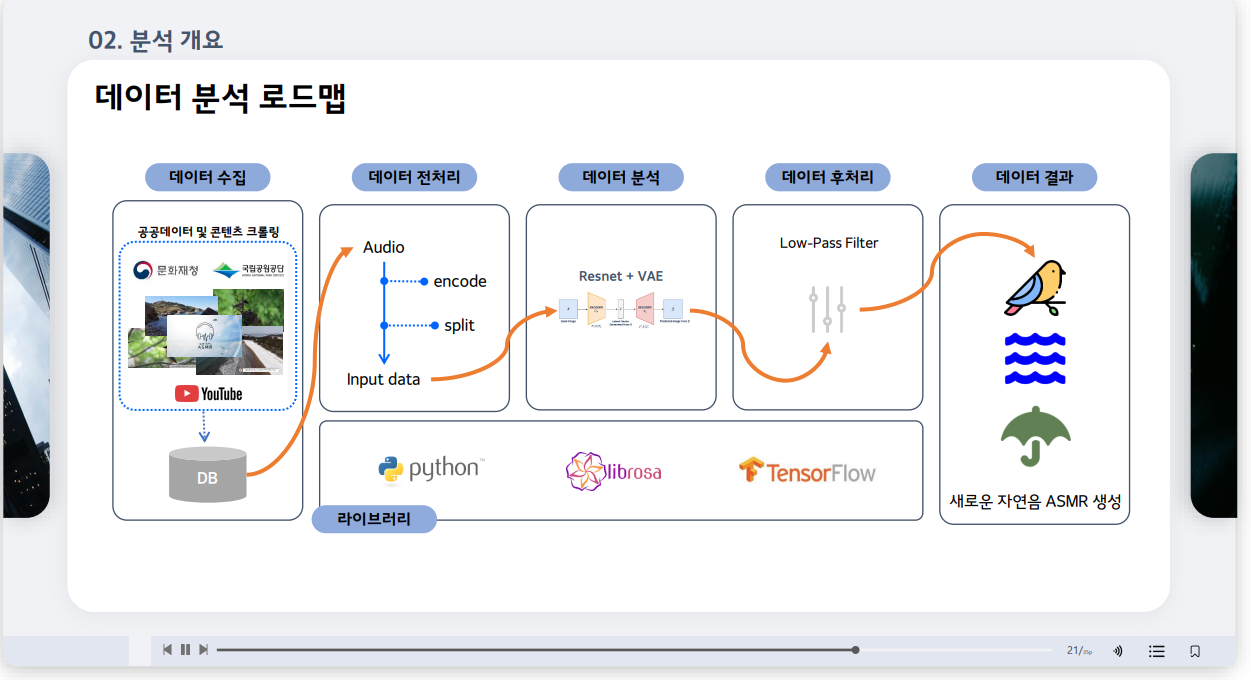 02. 분석 개요
데이터 분석 로드맵
데이터 수집
데이터 전처리
데이터 분석
데이터 후처리
데이터 결과
공공데이터 및 콘텐츠 크롤링
문화재청
국립공원공단
ASMR
YouTube
DB
Audio
encode
split
Input data
Resnet + VAE
Low-Pass Filter
새로운 자연음 ASMR 생성
python
librosa
TensorFlow
라이브러리
21/